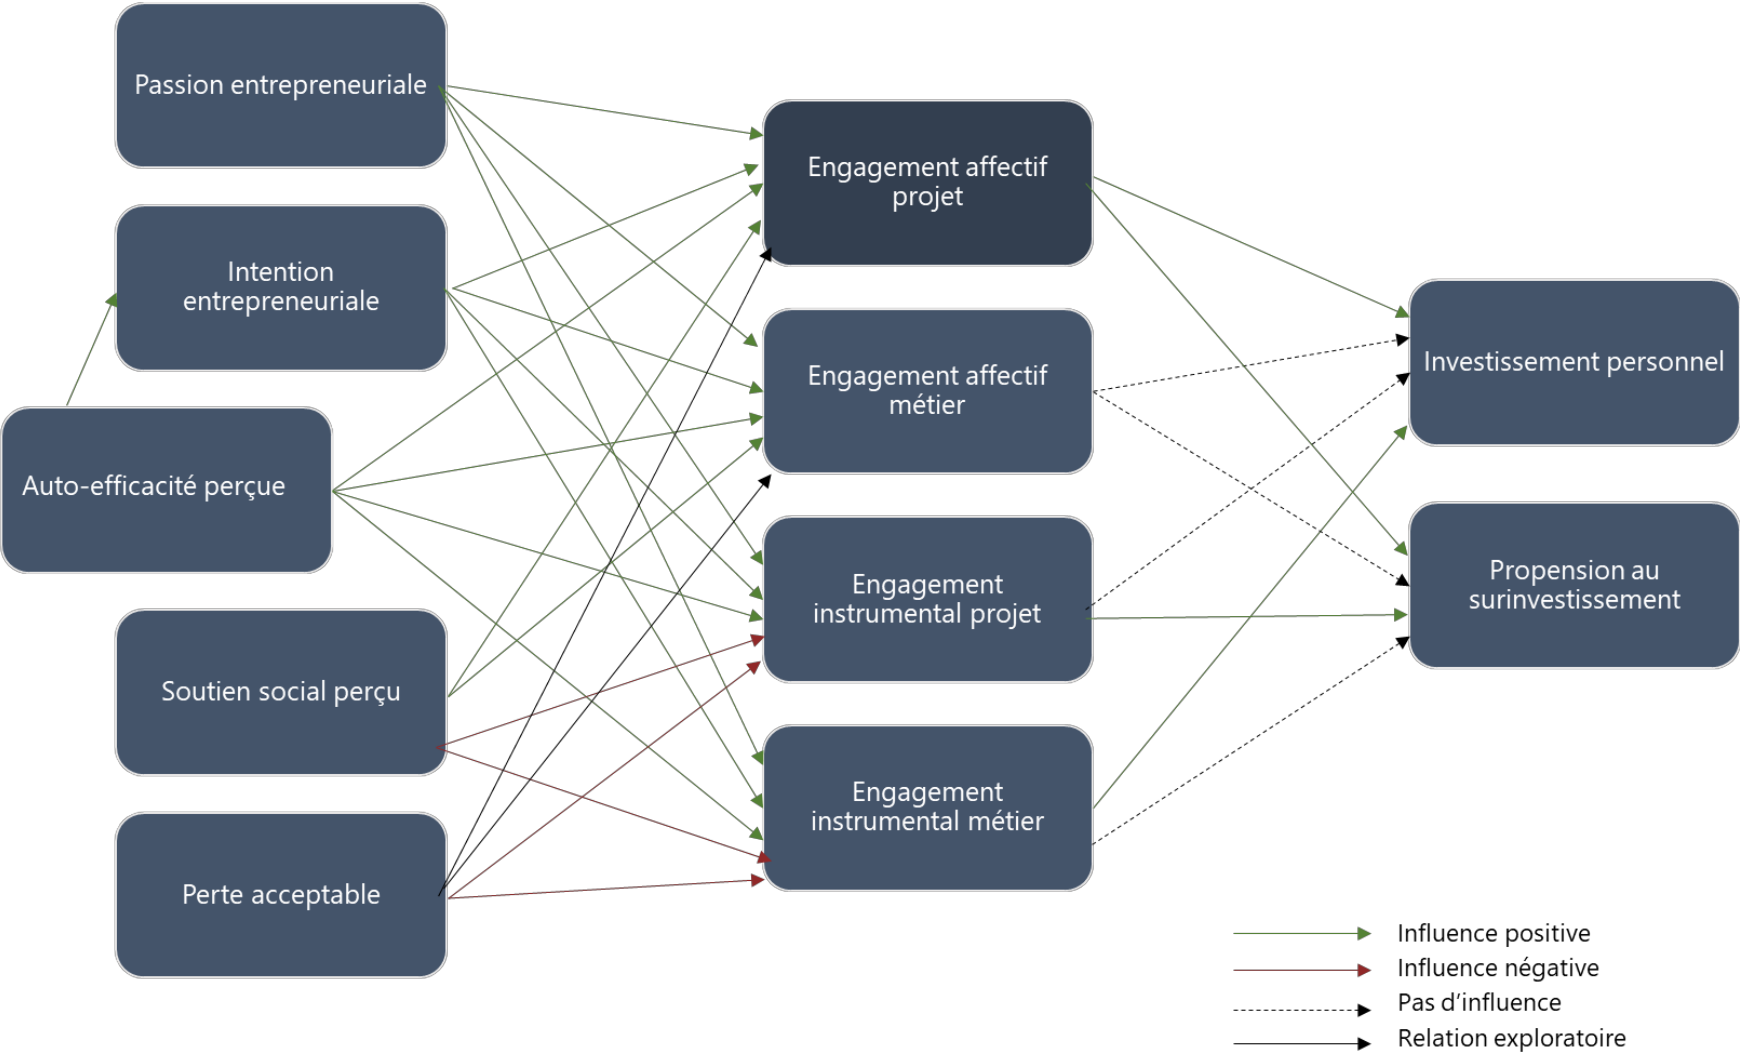 Passion entrepreneuriale
Intention
entrepreneuriale
Auto-efficacité perçue
Soutien social perçu
Perte acceptable
Engagement affectif
projet
Engagement affectif
métier
Engagement
instrumental projet
Engagement
instrumental métier
Investissement personnel
Propension au
surinvestissement
Influence positive
Influence négative
Pas d’influence
Relation exploratoire